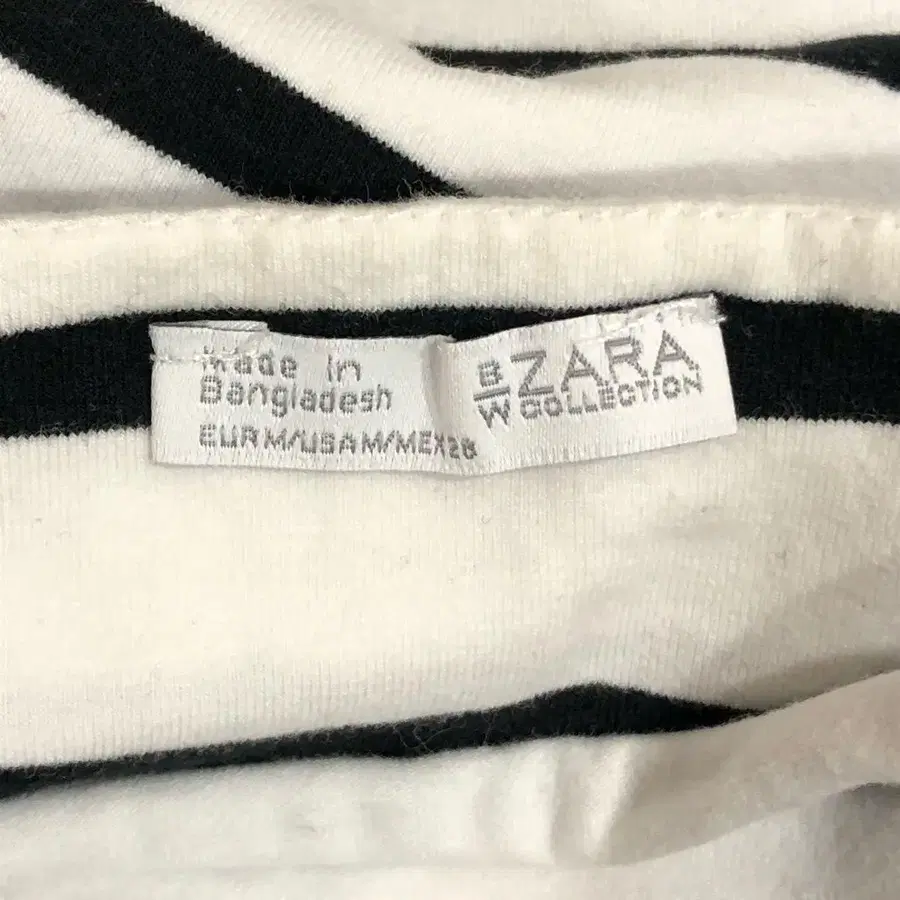 Made in
Bangladesh
EUR M/USA M/MEX 28
B/W ZARA
COLLECTION